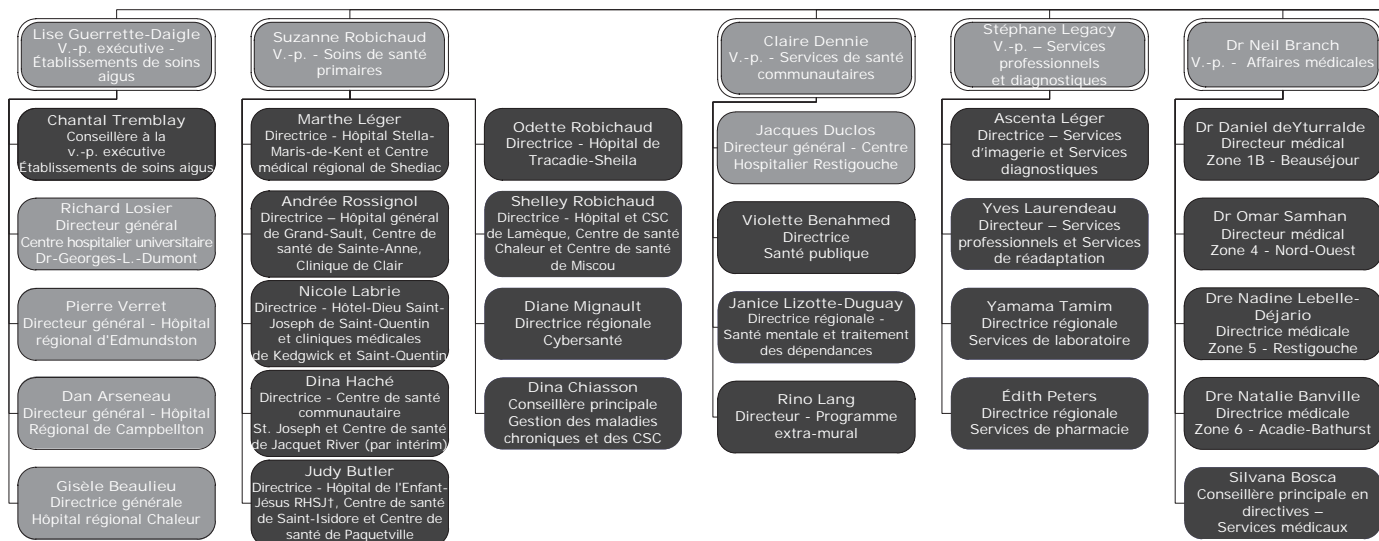 Lise Guerrette-Daigle
V.-p. exécutive -
Établissements de soins
aigus
Chantal Tremblay
Conseillère à la
v.-p. exécutive
Établissements de soins aigus
Richard Losier
Directeur général
Centre hospitalier universitaire
Dr-Georges-L.-Dumont
Pierre Verret
Directeur général - Hôpital
régional d'Edmundston
Dan Arseneau
Directeur général - Hôpital
Régional de Campbellton
Gisèle Beaulieu
Directrice générale
Hôpital régional Chaleur
Suzanne Robichaud
V.-p. - Soins de santé
primaires
Marthe Léger
Directrice - Hôpital Stella-
Maris-de-Kent et Centre
médical régional de Shediac
Andrée Rossignol
Directrice – Hôpital général
de Grand-Sault, Centre de
santé de Sainte-Anne,
Clinique de Clair
Nicole Labrie
Directrice - Hôtel-Dieu Saint-
Joseph de Saint-Quentin
et cliniques médicales
de Kedgwick et Saint-Quentin
Dina Haché
Directrice - Centre de santé
communautaire
St. Joseph et Centre de santé
de Jacquet River (par intérim)
Judy Butler
Directrice - Hôpital de l'Enfant-
Jésus RHSJ†, Centre de santé
de Saint-Isidore et Centre de
santé de Paquetville
Odette Robichaud
Directrice - Hôpital de
Tracadie-Sheila
Shelley Robichaud
Directrice - Hôpital et CSC
de Lamèque, Centre de santé
Chaleur et Centre de santé
de Miscou
Diane Mignault
Directrice régionale
Cybersanté
Dina Chiasson
Conseillère principale
Gestion des maladies
chroniques et des CSC
Claire Dennie
V.-p. - Services de santé
communautaires
Jacques Duclos
Directeur général - Centre
Hospitalier Restigouche
Violette Benahmed
Directrice
Santé publique
Janice Lizotte-Duguay
Directrice régionale -
Santé mentale et traitement
des dépendances
Rino Lang
Directeur - Programme
extra-mural
Stéphane Legacy
V.-p. – Services
professionnels
et diagnostiques
Ascenta Léger
Directrice – Services
d'imagerie et Services
diagnostiques
Yves Laurendeau
Directeur – Services
professionnels et Services
de réadaptation
Yamama Tamim
Directrice régionale
Services de laboratoire
Édith Peters
Directrice régionale
Services de pharmacie
Dr Neil Branch
V.-p. - Affaires médicales
Dr Daniel deYturralde
Directeur médical
Zone 1B - Beauséjour
Dr Omar Samhan
Directeur médical
Zone 4 - Nord-Ouest
Dre Nadine Lebelle-
Déjario
Directrice médicale
Zone 5 - Restigouche
Dre Natalie Banville
Directrice médicale
Zone 6 - Acadie-Bathurst
Silvana Bosca
Conseillère principale en
directives –
Services médicaux